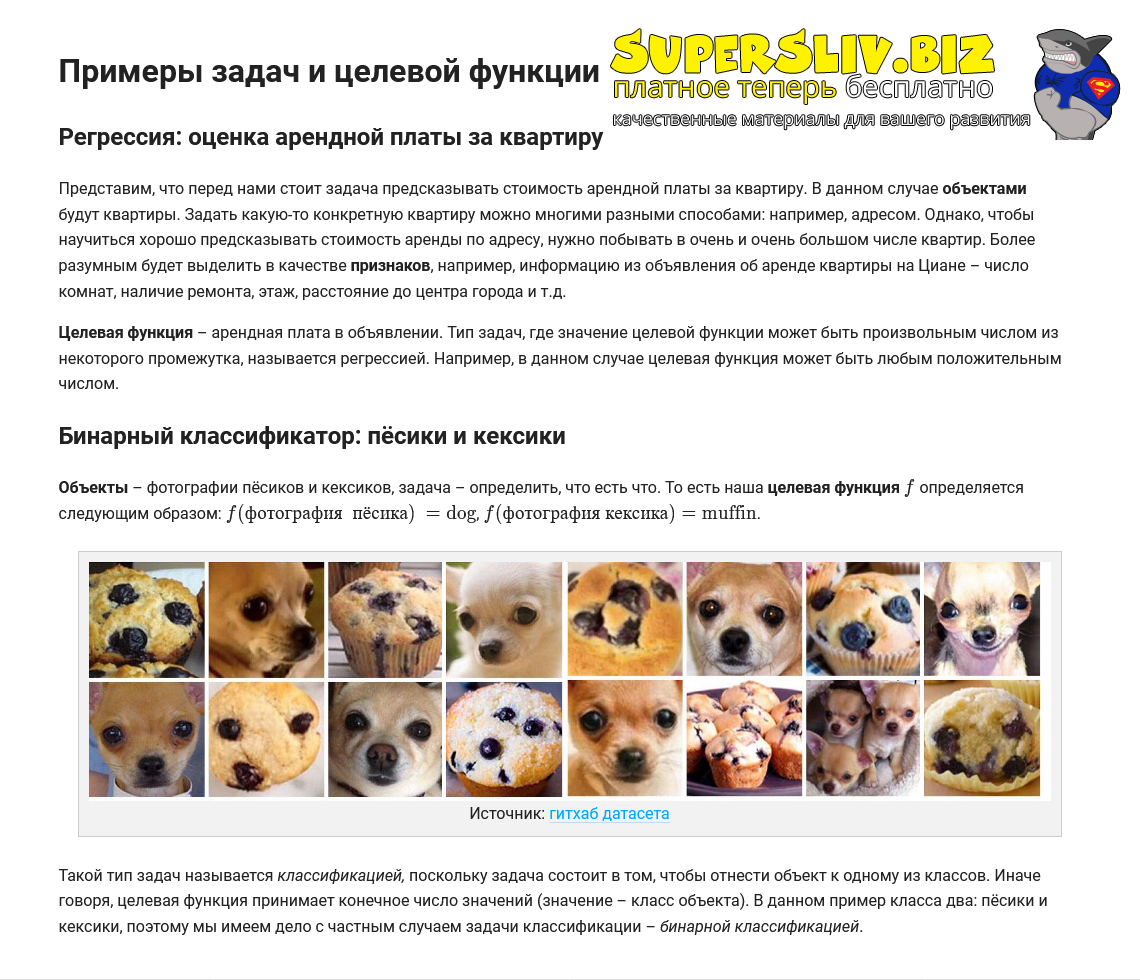 SUPERSLIV.BIZ
платное теперь бесплатно
качественные материалы для вашего развития
Примеры задач и целевой функции
Регрессия: оценка арендной платы за квартиру
Представим, что перед нами стоит задача предсказывать стоимость арендной платы за квартиру. В данном случае объектами
будут квартиры. Задать какую-то конкретную квартиру можно многими разными способами: например, адресом. Однако, чтобы
научиться хорошо предсказывать стоимость аренды по адресу, нужно побывать в очень и очень большом числе квартир. Более
разумным будет выделить в качестве признаков, например, информацию из объявления об аренде квартиры на Циане – число
комнат, наличие ремонта, этаж, расстояние до центра города и т.д.
Целевая функция – арендная плата в объявлении. Тип задач, где значение целевой функции может быть произвольным числом из
некоторого промежутка, называется регрессией. Например, в данном случае целевая функция может быть любым положительным
числом.
Бинарный классификатор: пёсики и кексики
Объекты – фотографии пёсиков и кексиков, задача – определить, что есть что. То есть наша целевая функция f определяется
следующим образом: f(фотография пёсика) = dog, f(фотография кексика) = muffin.
Источник: гитхаб датасета
Такой тип задач называется классификацией, поскольку задача состоит в том, чтобы отнести объект к одному из классов. Иначе
говоря, целевая функция принимает конечное число значений (значение – класс объекта). В данном пример класса два: пёсики и
кексики, поэтому мы имеем дело с частным случаем задачи классификации – бинарной классификацией.